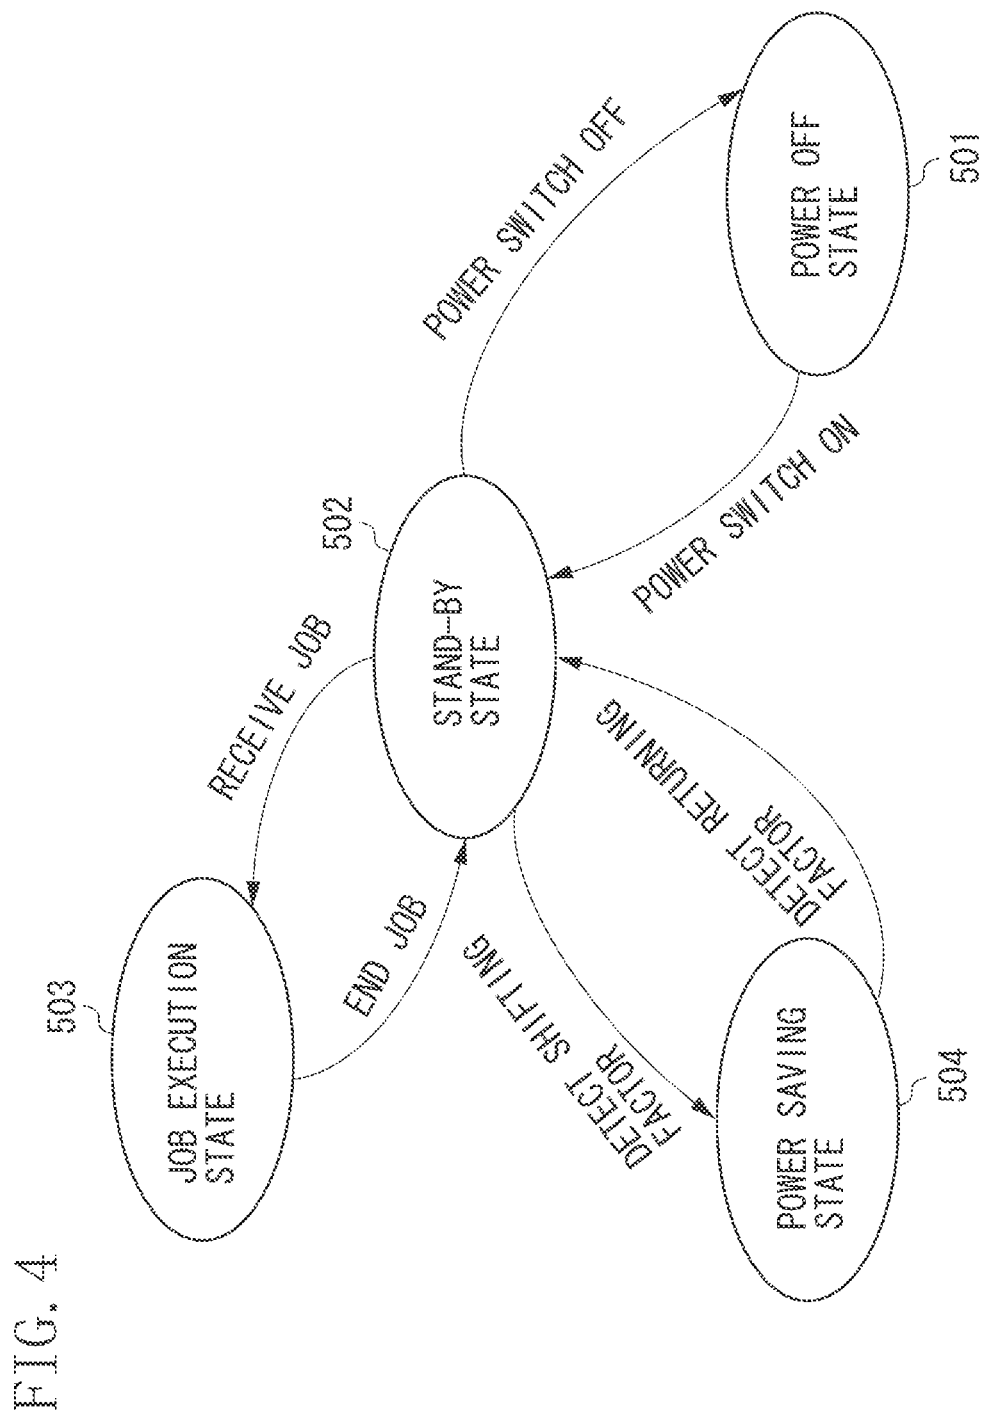 FIG. 4
503
JOB EXECUTION
STATE
RECEIVE JOB
END JOB
502
STAND-BY
STATE
POWER SWITCH OFF
POWER SWITCH ON
POWER OFF
STATE
501
DETECT SHIFTING
FACTOR
DETECT RETURNING
FACTOR
POWER SAVING
STATE
504